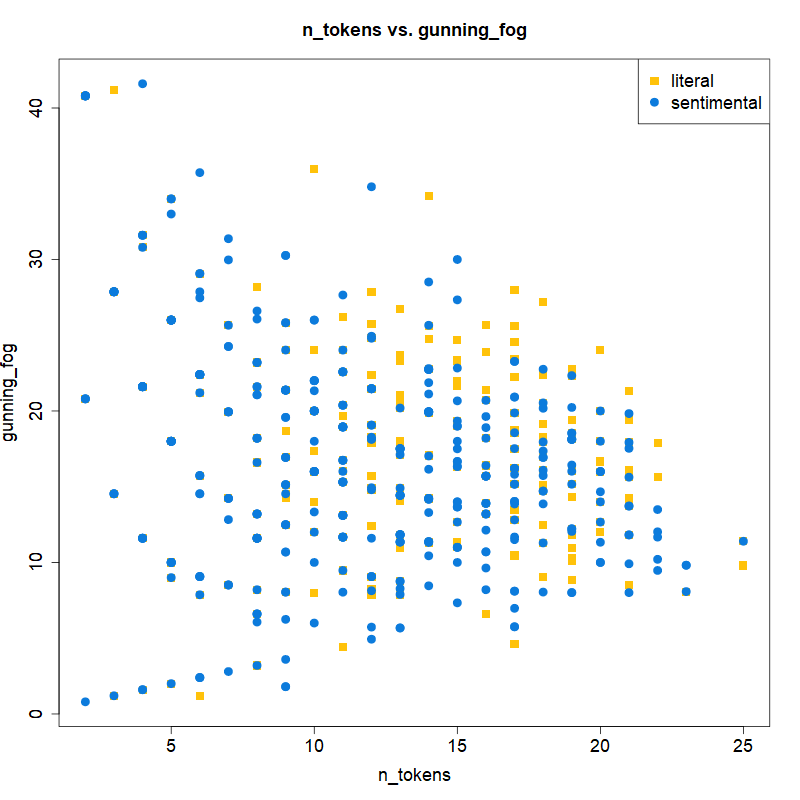 n_tokens vs. gunning_fog
literal
sentimental
40
30
20
10
0
gunning_fog
5 10 15 20 25
n_tokens